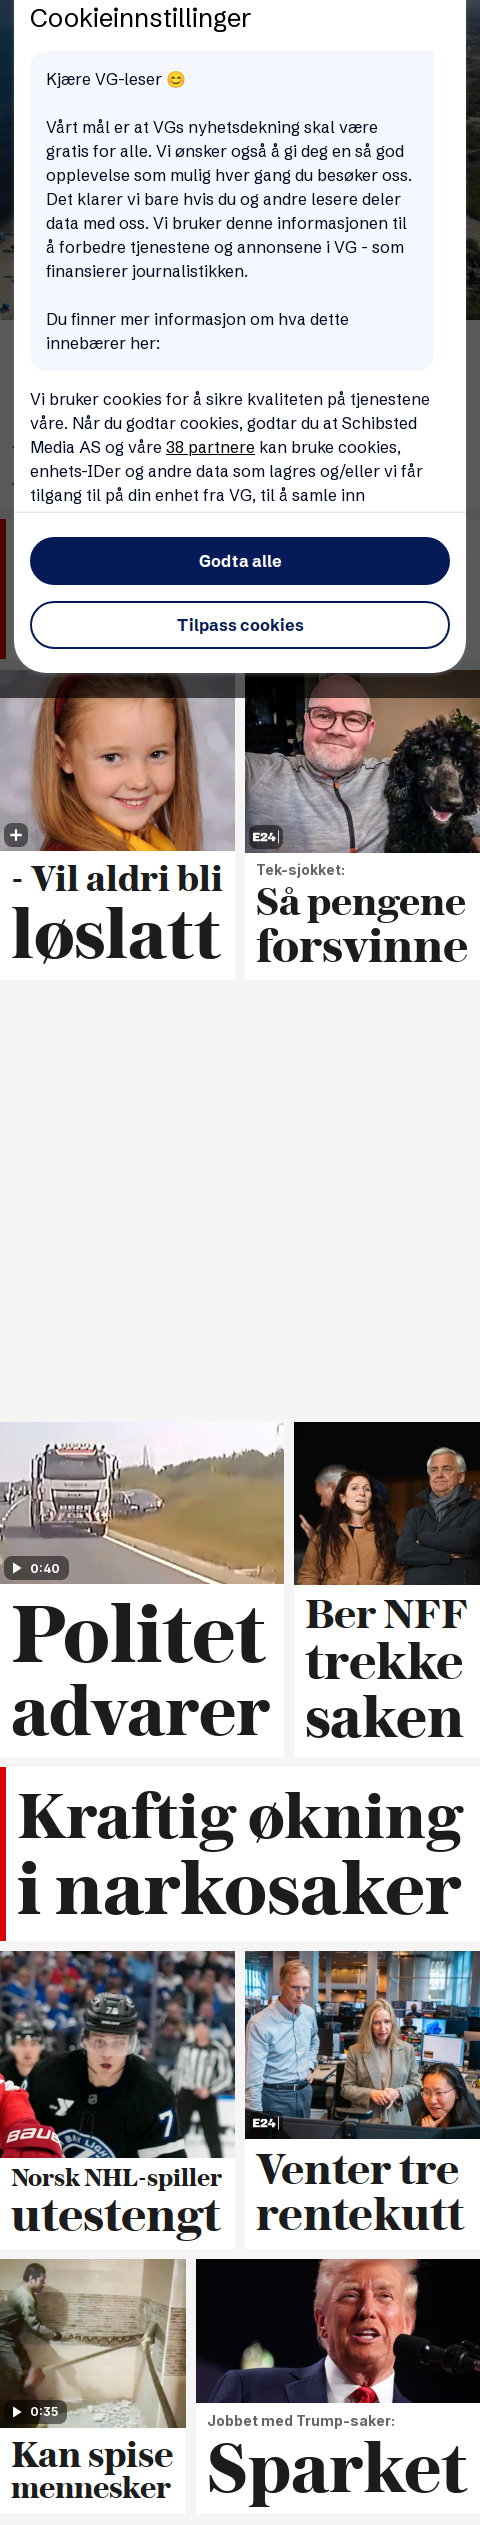 Cookieinnstillinger
Kjære VG-leser 😊
Vårt mål er at VGs nyhetsdekning skal være
gratis for alle. Vi ønsker også å gi deg en så god
opplevelse som mulig hver gang du besøker oss.
Det klarer vi bare hvis du og andre lesere deler
data med oss. Vi bruker denne informasjonen til
å forbedre tjenestene og annonsene i VG - som
finansierer journalistikken.
Du finner mer informasjon om hva dette
innebærer her:
Vi bruker cookies for å sikre kvaliteten på tjenestene
våre. Når du godtar cookies, godtar du at Schibsted
Media AS og våre 38 partnere kan bruke cookies,
enhets-IDer og andre data som lagres og/eller vi får
tilgang til på din enhet fra VG, til å samle inn
Godta alle
Tilpass cookies
E24
- Vil aldri bli
løslatt
Tek-sjokket:
Så pengene
forsvinne
0:40
Politet
advarer
Ber NFF
trekke
saken
Kraftig økning
i narkosaker
74
7
BAUER
E24
Norsk NHL-spiller
utestengt
Venter tre
rentekutt
0:35
Kan spise
mennesker
Jobbet med Trump-saker:
Sparket